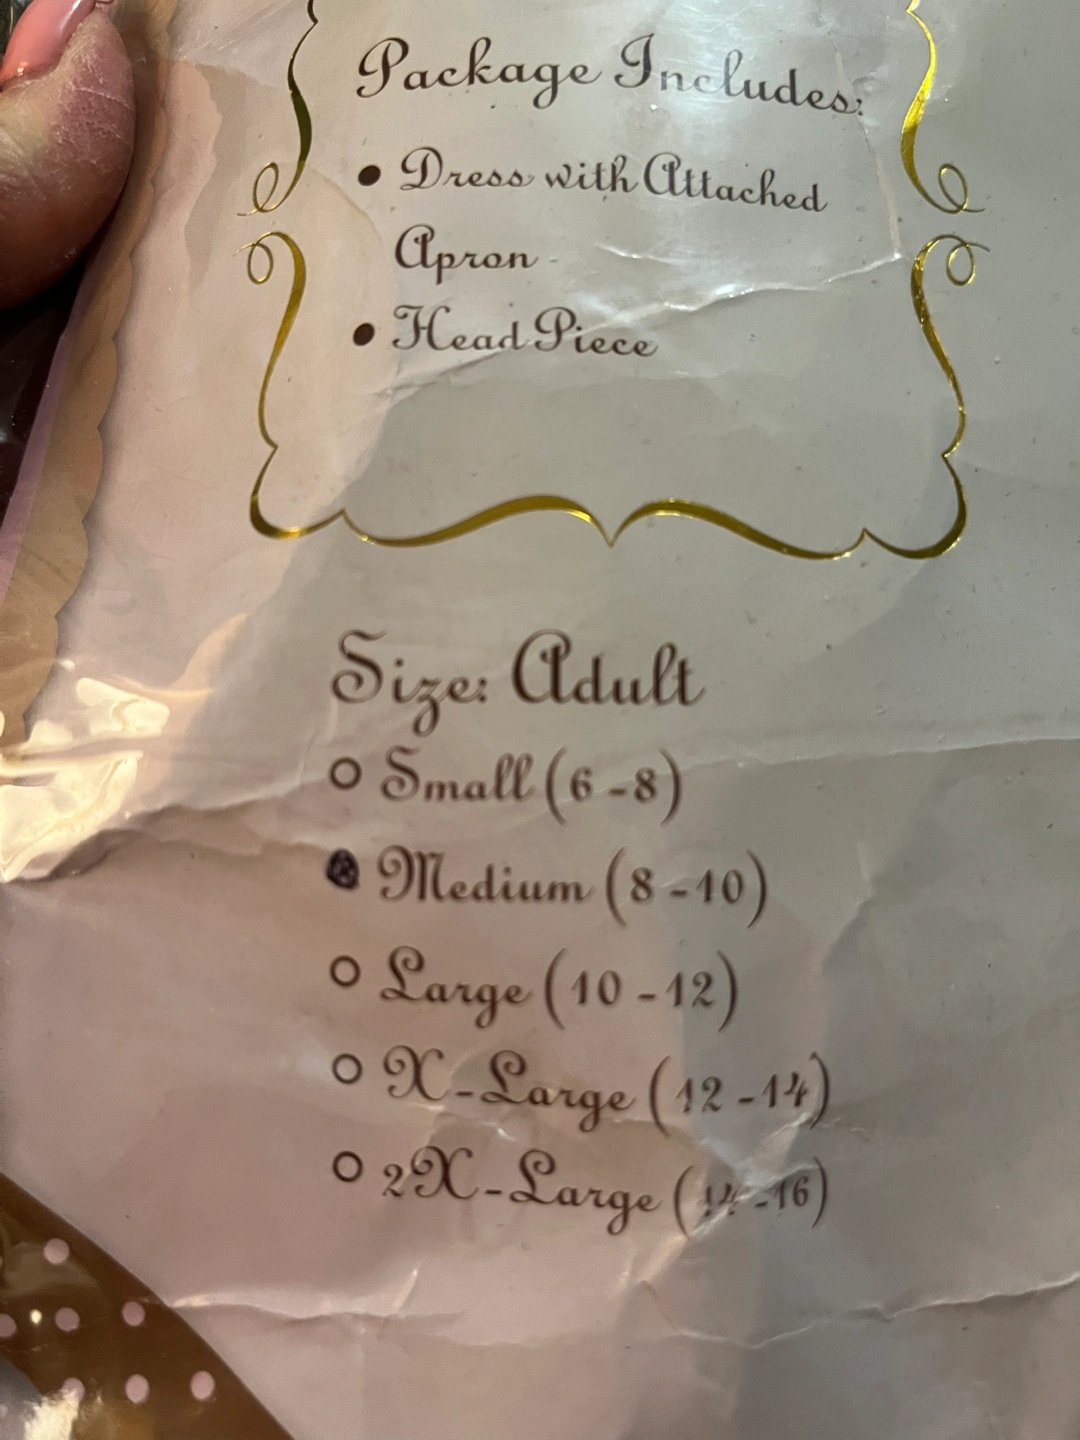 Package Includes:
• Dress with Attached
Apron
• Head Piece
Size: Adult
Small (6 -8)
Medium (8 -10)
Large (10 -12)
X-Large (12 -14)
2X-Large (14 -16)